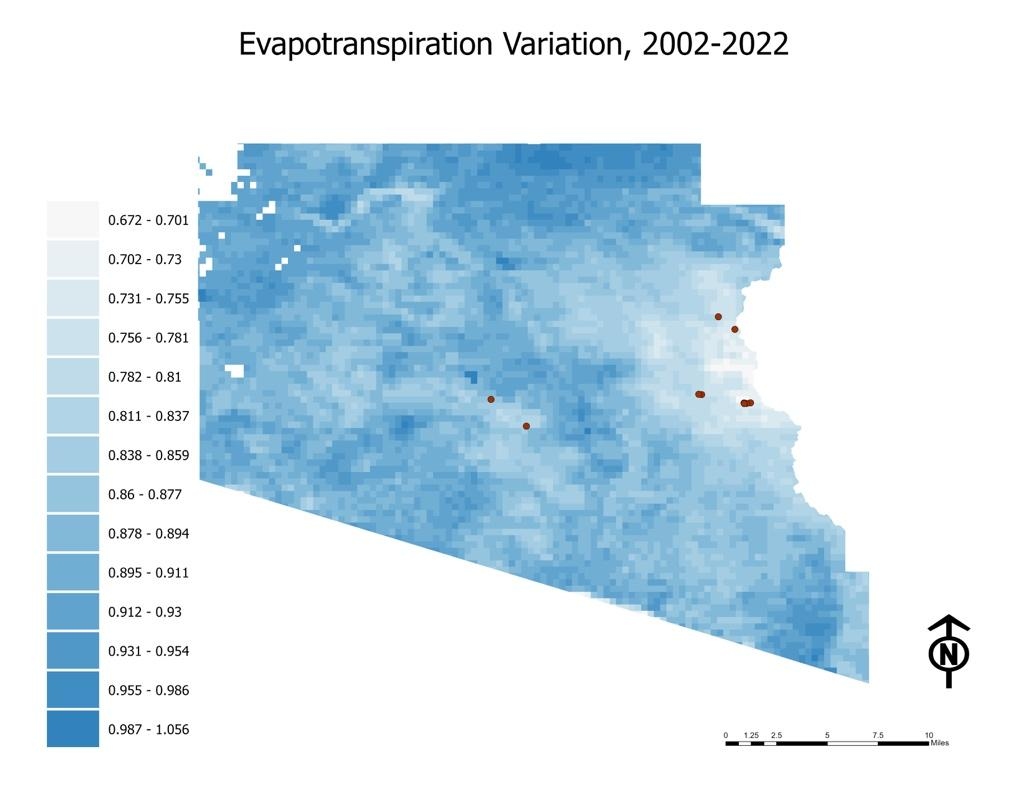 Evapotranspiration Variation, 2002-2022
0.672 - 0.701
0.702 - 0.73
0.731 - 0.755
0.756 - 0.781
0.782 - 0.81
0.811 - 0.837
0.838 - 0.859
0.86 - 0.877
0.878 - 0.894
0.895 - 0.911
0.912 - 0.93
0.931 - 0.954
0.955 - 0.986
0.987 - 1.056
N
0 1.25 2.5 5 7.5 10
Miles